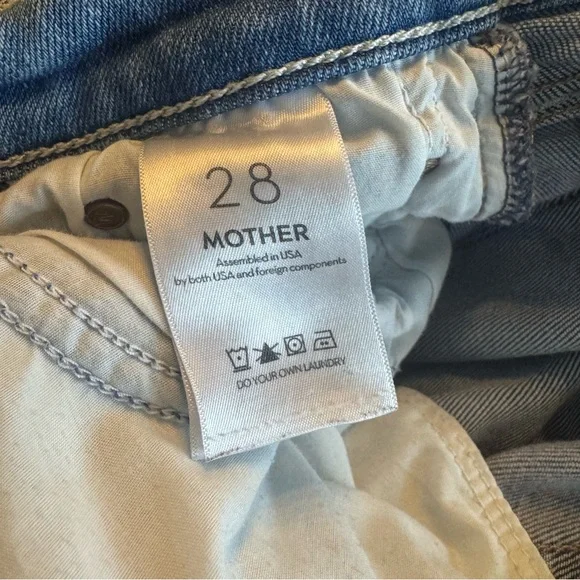 28
MOTHER
Assembled in USA
by both USA and foreign components
DO YOUR OWN LAUNDRY